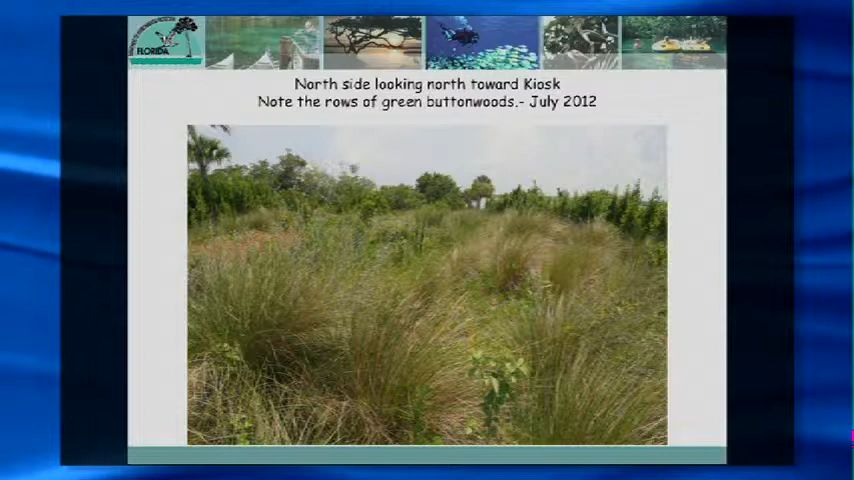 FLORIDA
North side looking north toward Kiosk
Note the rows of green buttonwoods.- July 2012